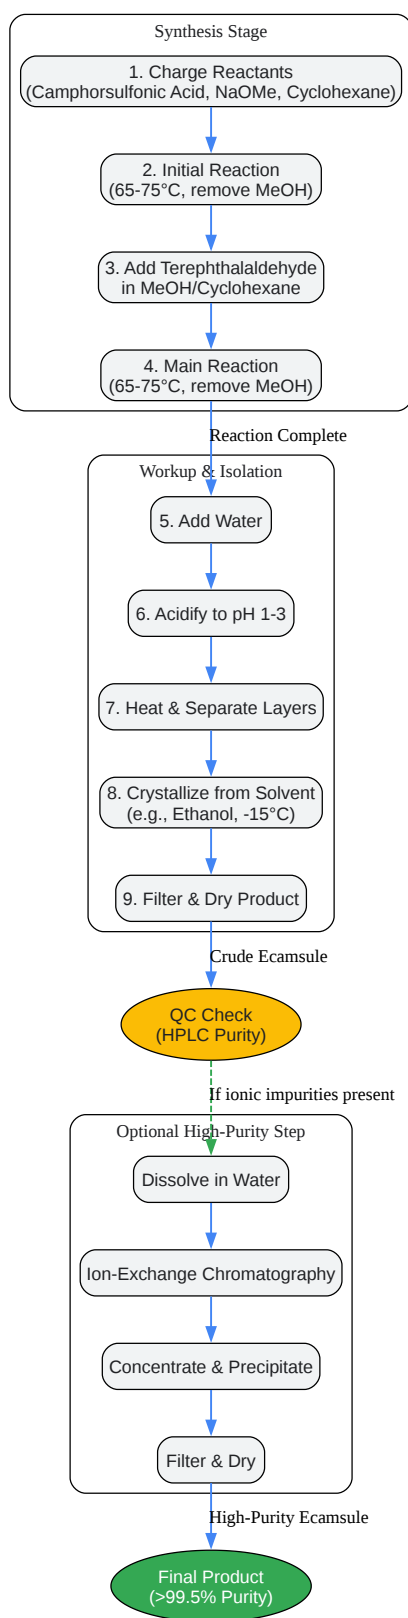 Synthesis Stage
1. Charge Reactants
(Camphorsulfonic Acid, NaOMe, Cyclohexane)
2. Initial Reaction
(65-75°C, remove MeOH)
3. Add Terephthalaldehyde
in MeOH/Cyclohexane
4. Main Reaction
(65-75°C, remove MeOH)
Reaction Complete
Workup & Isolation
5. Add Water
6. Acidify to pH 1-3
7. Heat & Separate Layers
8. Crystallize from Solvent
(e.g., Ethanol, -15°C)
9. Filter & Dry Product
Crude Ecamsule
QC Check
(HPLC Purity)
If ionic impurities present
Optional High-Purity Step
Dissolve in Water
Ion-Exchange Chromatography
Concentrate & Precipitate
Filter & Dry
High-Purity Ecamsule
Final Product
(>99.5% Purity)